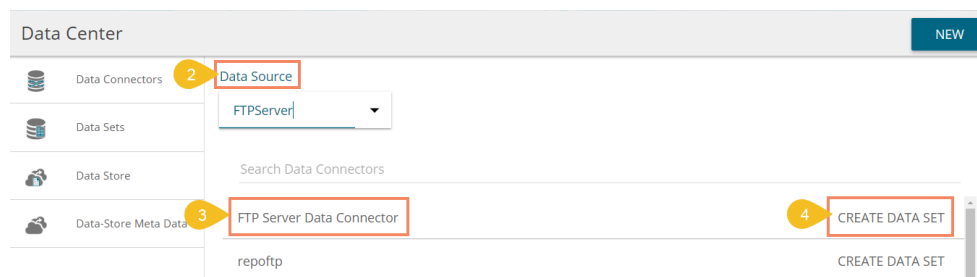 Data Center
NEW
Data Connectors
Data Sets
Data Store
Data-Store Meta Data
2
Data Source
FTPServer
Search Data Connectors
3
FTP Server Data Connector
4
CREATE DATA SET
repoftp
CREATE DATA SET